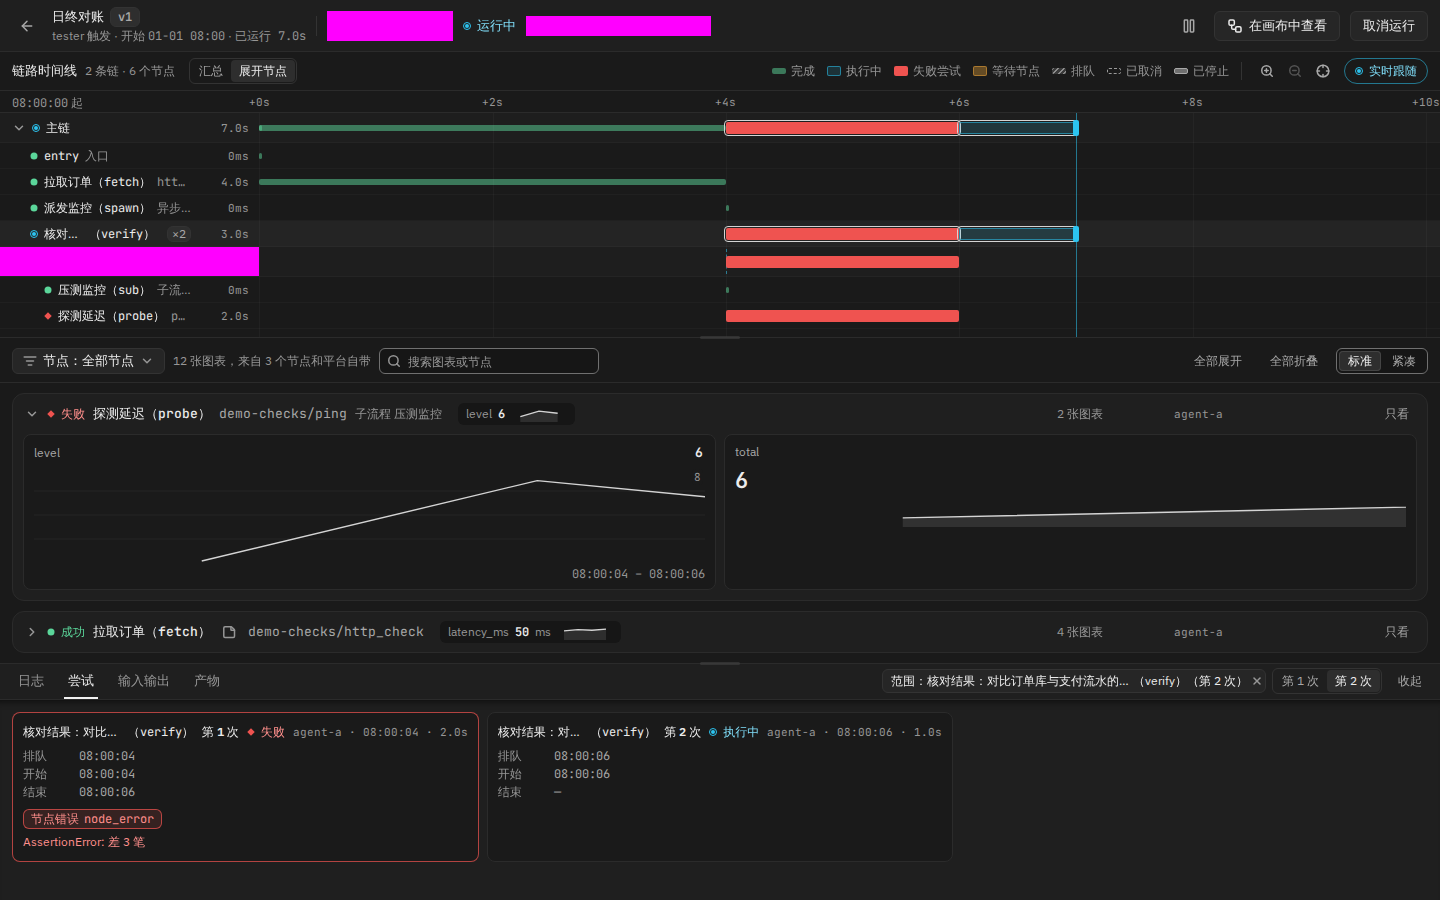 日终对账 v1
tester 触发 · 开始 01-01 08:00 · 已运行 7.0s
运行中
在画布中查看
取消运行
链路时间线 2 条链 · 6 个节点 汇总 展开节点
完成 执行中 失败尝试 等待节点 排队 已取消 已停止 实时跟随
08:00:00 起 +0s +2s +4s +6s +8s +10s
主链 7.0s
entry 入口 0ms
拉取订单（fetch） htt… 4.0s
派发监控（spawn） 异步… 0ms
核对… （verify） ×2 3.0s
压测监控（sub） 子流… 0ms
探测延迟（probe） p… 2.0s
节点：全部节点 12 张图表，来自 3 个节点和平台自带 搜索图表或节点 全部展开 全部折叠 标准 紧凑
失败 探测延迟（probe） demo-checks/ping 子流程 压测监控 level 6 2 张图表 agent-a 只看
level 6
8
08:00:04 – 08:00:06
total
6
成功 拉取订单（fetch） demo-checks/http_check latency_ms 50 ms 4 张图表 agent-a 只看
日志 尝试 输入输出 产物
范围：核对结果：对比订单库与支付流水的… （verify）（第 2 次） 第 1 次 第 2 次 收起
核对结果：对比… （verify） 第 1 次 失败 agent-a · 08:00:04 · 2.0s
排队 08:00:04
开始 08:00:04
结束 08:00:06
节点错误 node_error
AssertionError: 差 3 笔
核对结果：对… （verify） 第 2 次 执行中 agent-a · 08:00:06 · 1.0s
排队 08:00:06
开始 08:00:06
结束 —